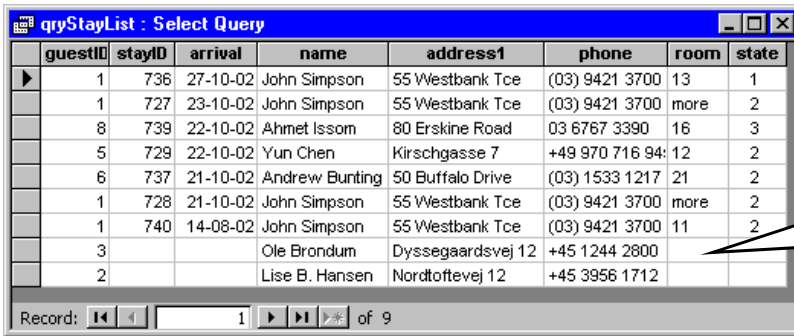 qryStayList : Select Query
guestID stayID arrival name address1 phone room state
1 736 27-10-02 John Simpson 55 Westbank Tce (03) 9421 3700 13 1
1 727 23-10-02 John Simpson 55 Westbank Tce (03) 9421 3700 more 2
8 739 22-10-02 Ahmet Issom 80 Erskine Road 03 6767 3390 16 3
5 729 22-10-02 Yun Chen Kirschgasse 7 +49 970 716 94 12 2
6 737 21-10-02 Andrew Bunting 50 Buffalo Drive (03) 1533 1217 21 2
1 728 21-10-02 John Simpson 55 Westbank Tce (03) 9421 3700 more 2
1 740 14-08-02 John Simpson 55 Westbank Tce (03) 9421 3700 11 2
3 Ole Brondum Dyssegaardsvej 12 +45 1244 2800
2 Lise B. Hansen Nordtoftevej 12 +45 3956 1712
Record: 1 of 9